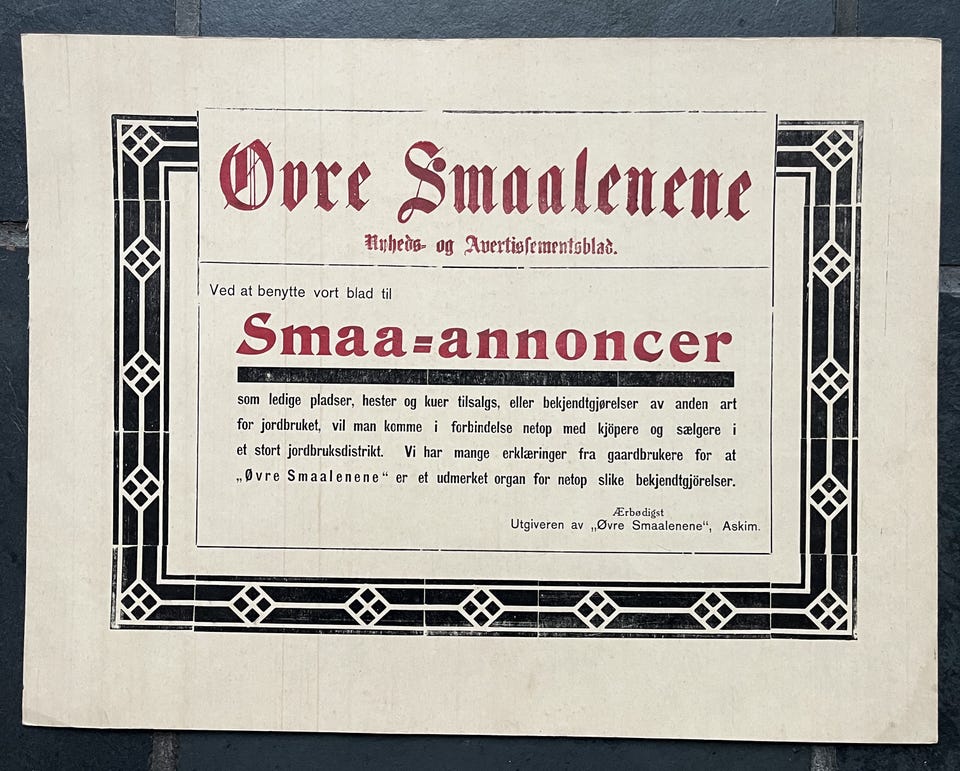 Øvre Smaalenene
Nyheds- og Avertissementsblad.
Ved at benytte vort blad til
Smaa=annoncer
som ledige pladser, hester og kuer tilsalgs, eller bekjendtgjørelser av anden art
for jordbruket, vil man komme i forbindelse netop med kjöpere og sælgere i
et stort jordbruksdistrikt. Vi har mange erklæringer fra gaardbrukere for at
„Øvre Smaalenene“ er et udmerket organ for netop slike bekjendtgjörelser.
Ærbødigst
Utgiveren av „Øvre Smaalenene“, Askim.